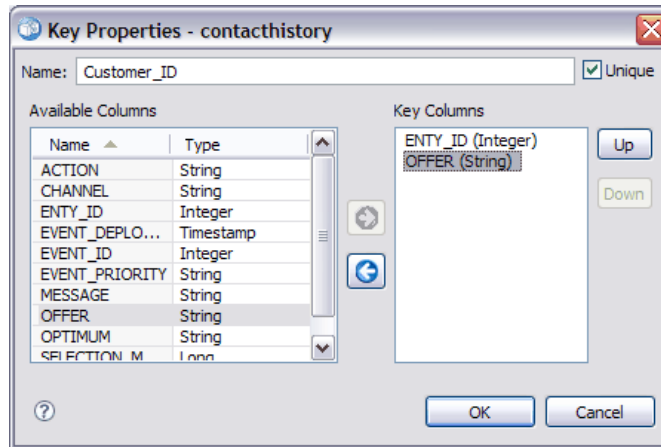 Key Properties - contacthistory
Name: Customer_ID Unique
Available Columns Key Columns
Name Type
ACTION String
CHANNEL String
ENTY_ID Integer
EVENT_DEPLO... Timestamp
EVENT_ID Integer
EVENT_PRIORITY String
MESSAGE String
OFFER String
OPTIMUM String
SELECTION_M... Long
ENTY_ID (Integer)
OFFER (String)
Up
Down
OK Cancel